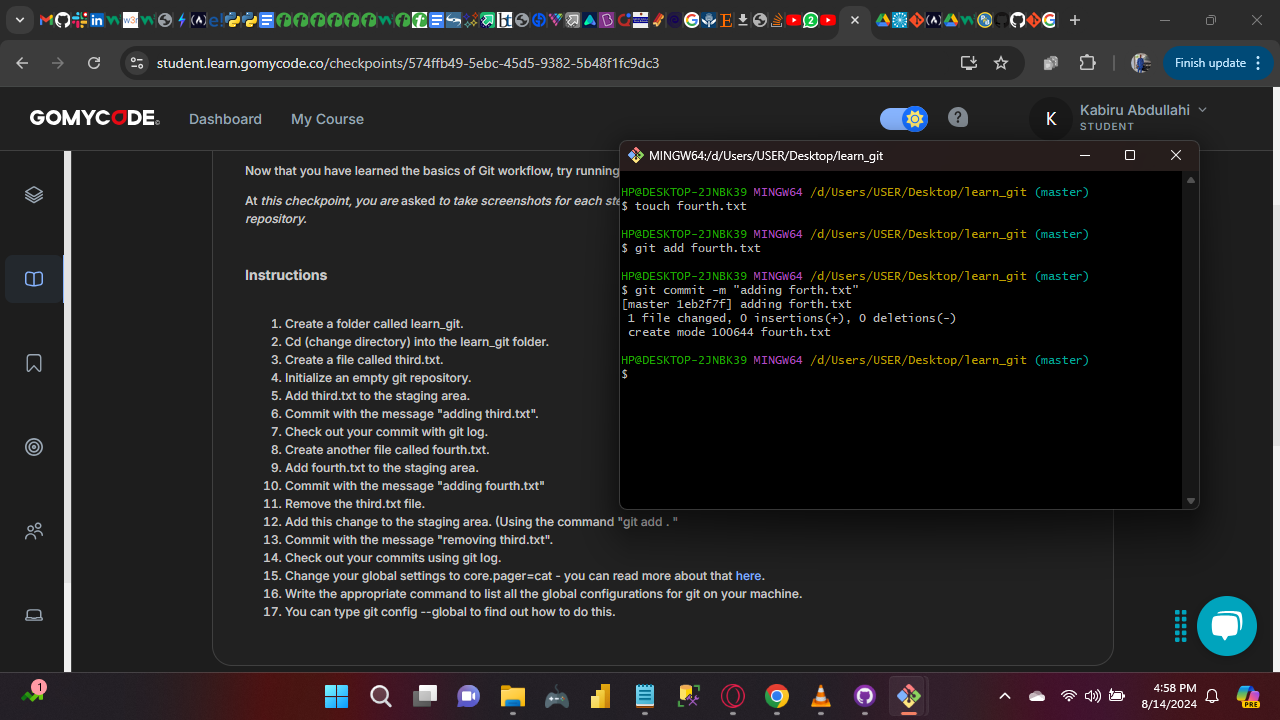 student.learn.gomycode.co/checkpoints/574ffb49-5ebc-45d5-9382-5b48f1fc9dc3
Finish update
GOMYCODE
Dashboard
My Course
K
Kabiru Abdullahi
STUDENT
Now that you have learned the basics of Git workflow, try running
At this checkpoint, you are asked to take screenshots for each ste
repository.
Instructions
1. Create a folder called learn_git.
2. Cd (change directory) into the learn_git folder.
3. Create a file called third.txt.
4. Initialize an empty git repository.
5. Add third.txt to the staging area.
6. Commit with the message "adding third.txt".
7. Check out your commit with git log.
8. Create another file called fourth.txt.
9. Add fourth.txt to the staging area.
10. Commit with the message "adding fourth.txt"
11. Remove the third.txt file.
12. Add this change to the staging area. (Using the command "git add . "
13. Commit with the message "removing third.txt".
14. Check out your commits using git log.
15. Change your global settings to core.pager=cat - you can read more about that here.
16. Write the appropriate command to list all the global configurations for git on your machine.
17. You can type git config --global to find out how to do this.
MINGW64:/d/Users/USER/Desktop/learn_git
HP@DESKTOP-2JNBK39 MINGW64 /d/Users/USER/Desktop/learn_git (master)
$ touch fourth.txt
HP@DESKTOP-2JNBK39 MINGW64 /d/Users/USER/Desktop/learn_git (master)
$ git add fourth.txt
HP@DESKTOP-2JNBK39 MINGW64 /d/Users/USER/Desktop/learn_git (master)
$ git commit -m "adding forth.txt"
[master 1eb2f7f] adding forth.txt
1 file changed, 0 insertions(+), 0 deletions(-)
create mode 100644 fourth.txt
HP@DESKTOP-2JNBK39 MINGW64 /d/Users/USER/Desktop/learn_git (master)
$
1
4:58 PM
8/14/2024
PRE